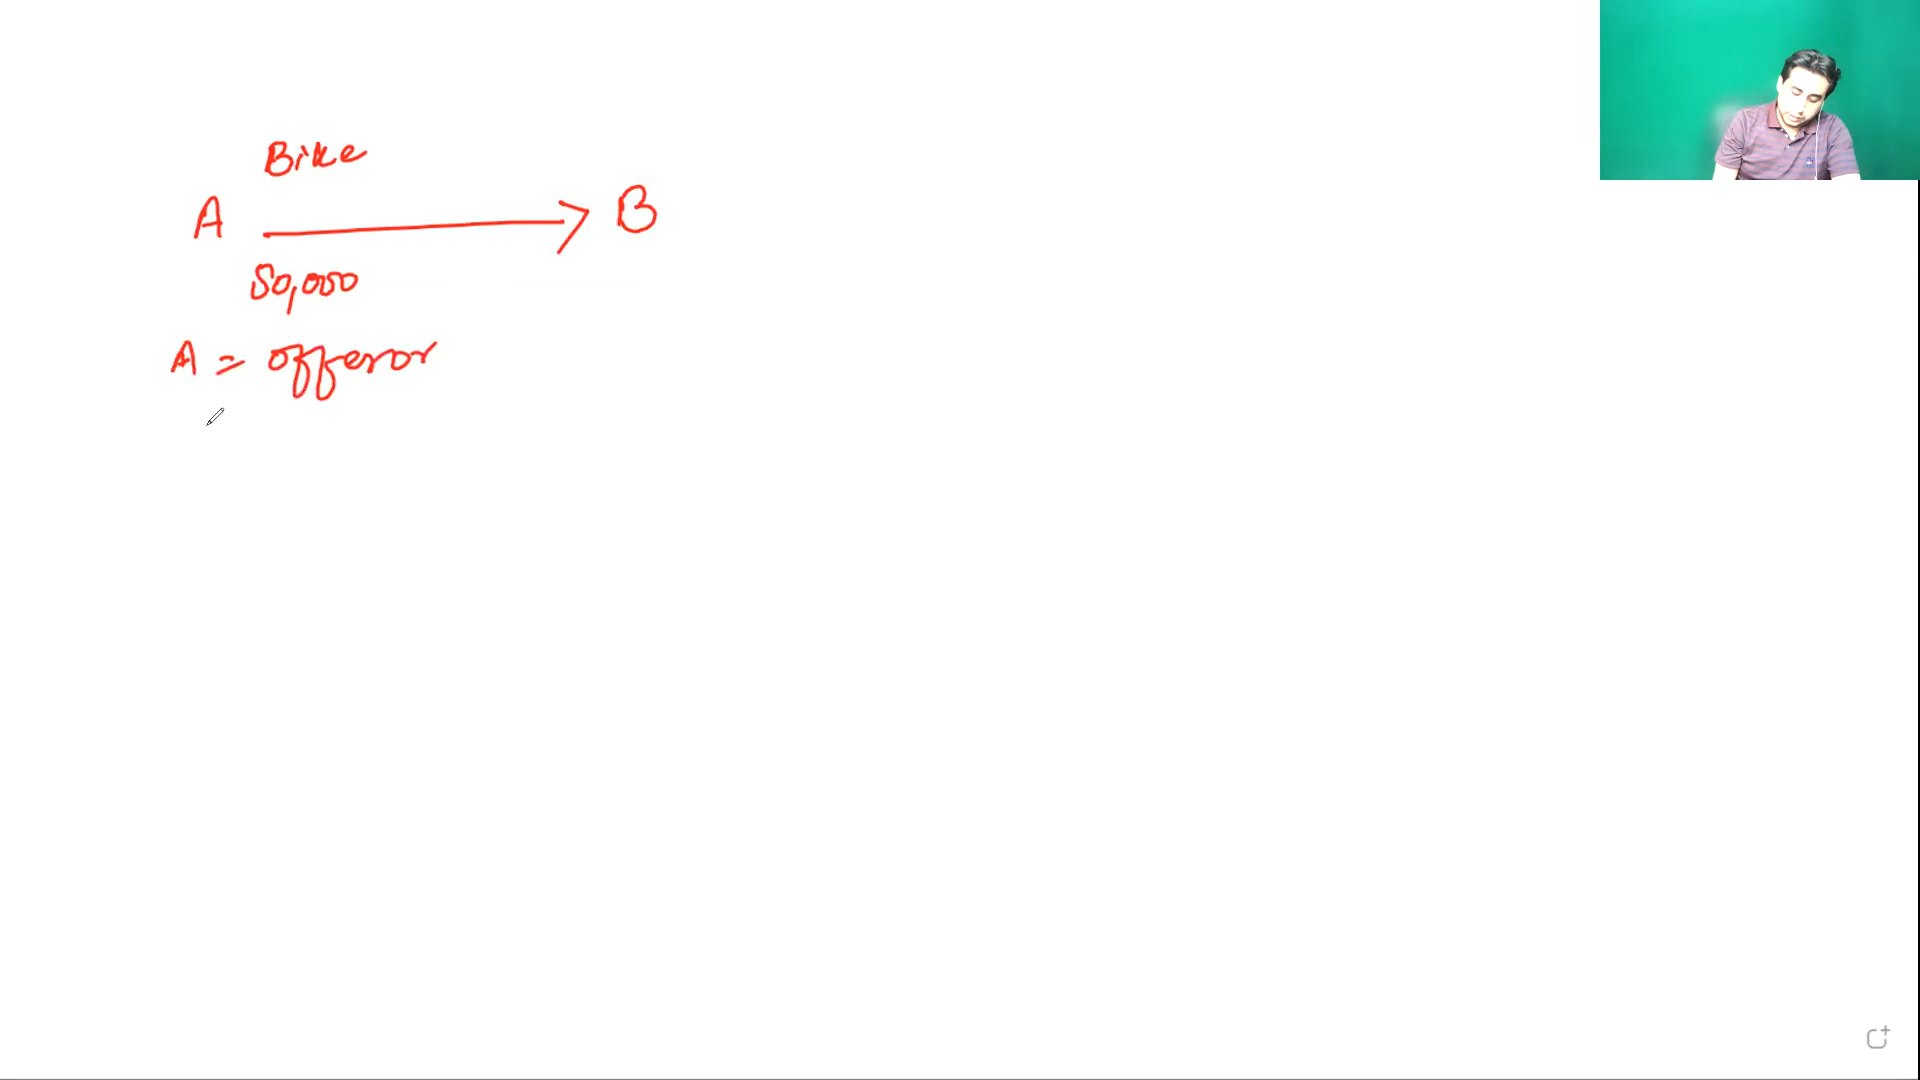 Bike
A → B
50,000
A = offeror